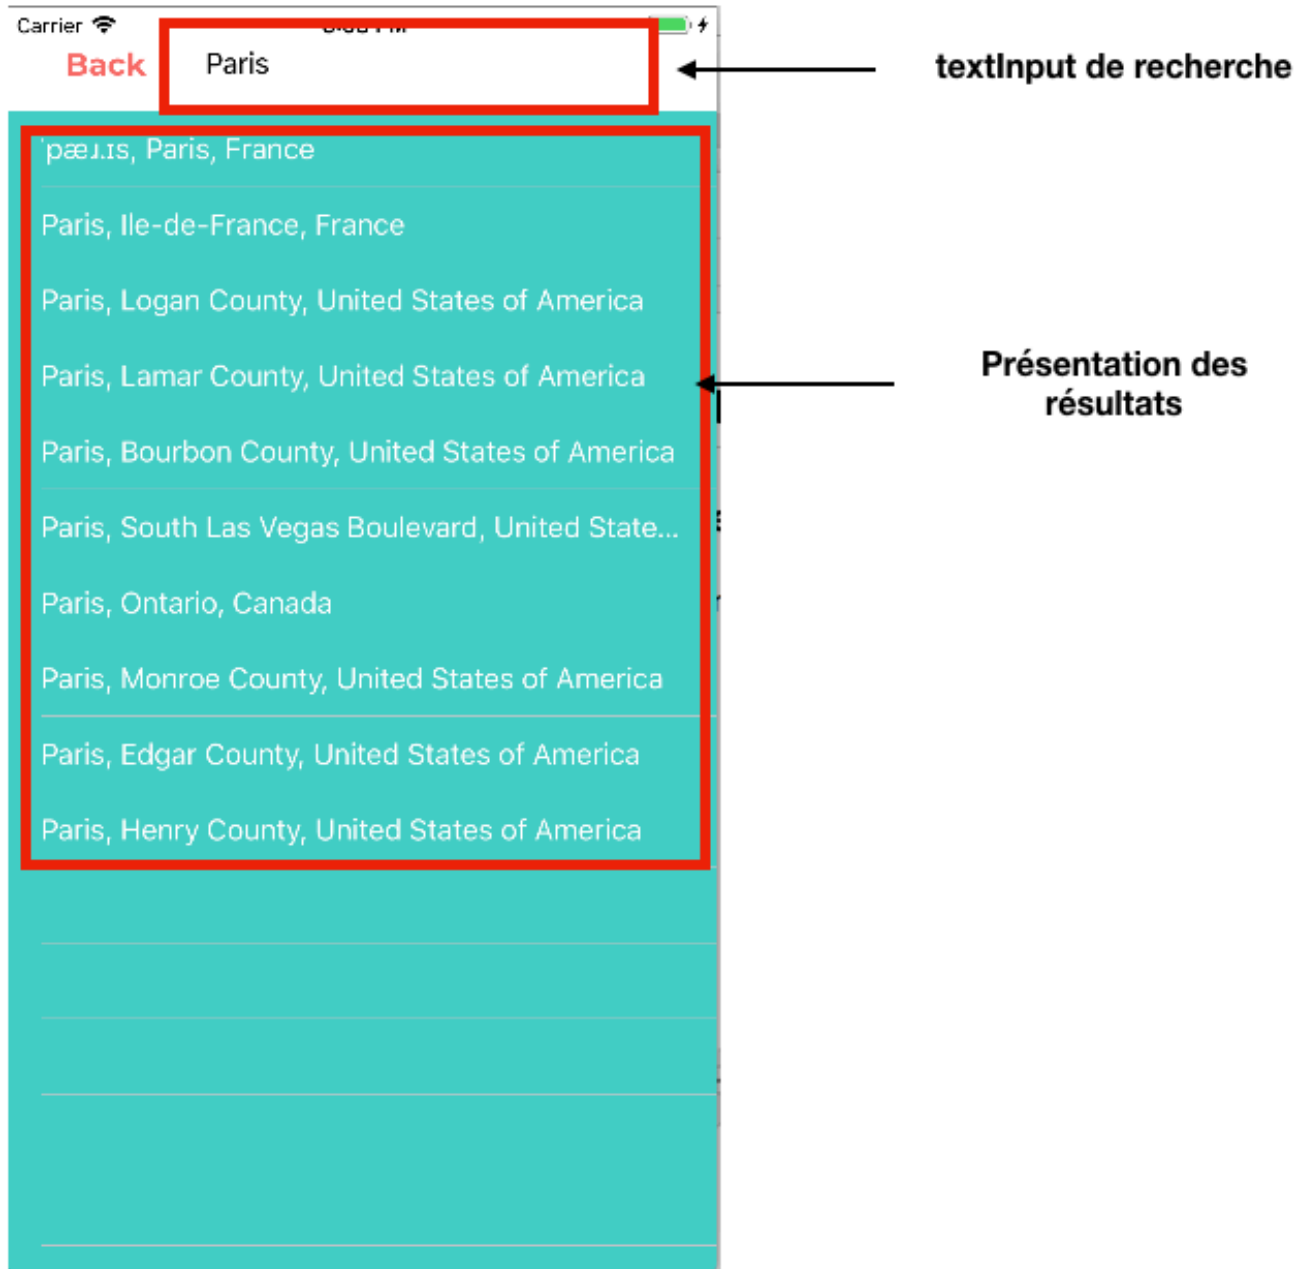 Carrier
Back
Paris
textInput de recherche
ˈpæɹ.ɪs, Paris, France
Paris, Ile-de-France, France
Paris, Logan County, United States of America
Paris, Lamar County, United States of America
Présentation des
résultats
Paris, Bourbon County, United States of America
Paris, South Las Vegas Boulevard, United State...
Paris, Ontario, Canada
Paris, Monroe County, United States of America
Paris, Edgar County, United States of America
Paris, Henry County, United States of America